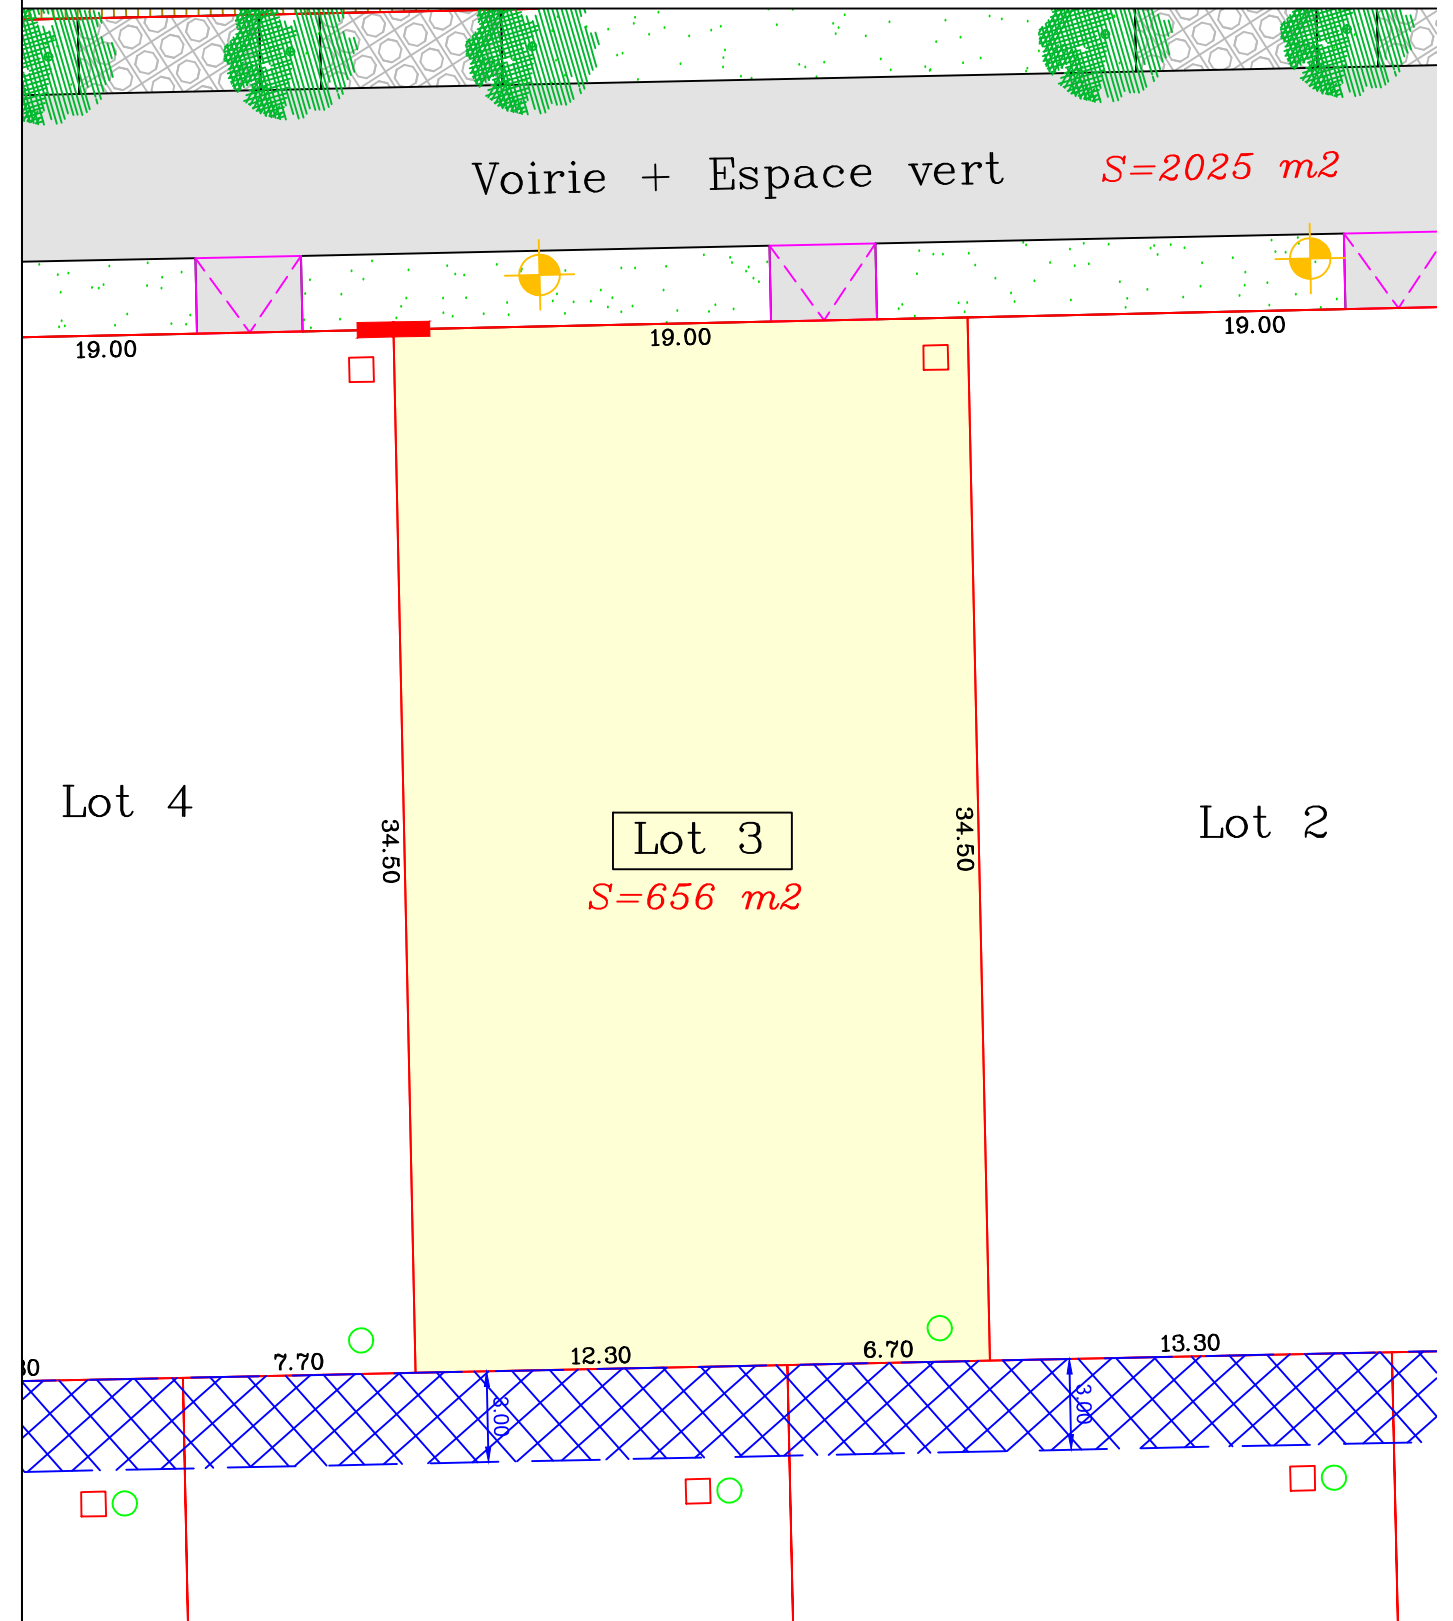 Voirie + Espace vert S=2025 m2
19.00 19.00 19.00
Lot 4
34.50
Lot 3
S=656 m2
34.50
Lot 2
7.70 12.30 6.70 13.30
3.00 3.00